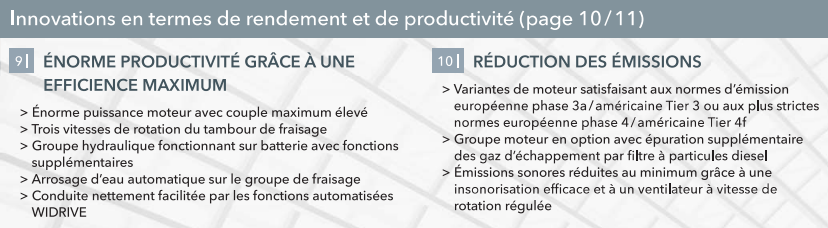 Innovations en termes de rendement et de productivité (page 10/11)
9 | ÉNORME PRODUCTIVITÉ GRÂCE À UNE
EFFICIENCE MAXIMUM
> Énorme puissance moteur avec couple maximum élevé
> Trois vitesses de rotation du tambour de fraisage
> Groupe hydraulique fonctionnant sur batterie avec fonctions
supplémentaires
> Arrosage d'eau automatique sur le groupe de fraisage
> Conduite nettement facilitée par les fonctions automatisées
WIDRIVE
10 | RÉDUCTION DES ÉMISSIONS
> Variantes de moteur satisfaisant aux normes d'émission
européenne phase 3a/américaine Tier 3 ou aux plus strictes
normes européenne phase 4/américaine Tier 4f
> Groupe moteur en option avec épuration supplémentaire
des gaz d'échappement par filtre à particules diesel
> Émissions sonores réduites au minimum grâce à une
insonorisation efficace et à un ventilateur à vitesse de
rotation régulée